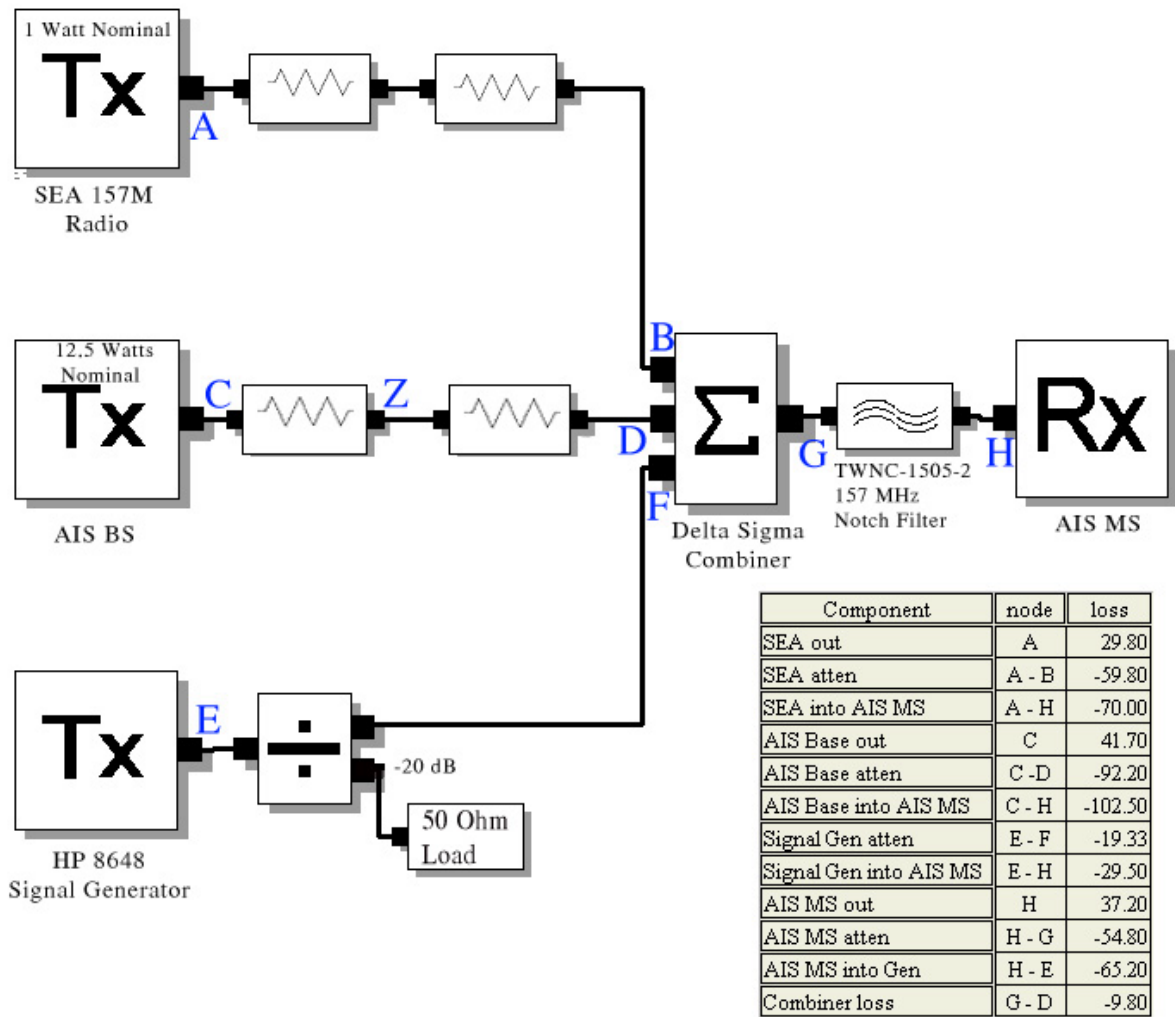 1 Watt Nominal
Tx
A
SEA 157M
Radio
12.5 Watts
Nominal
Tx
C
Z
AIS BS
B
D
F
Σ
Delta Sigma
Combiner
G
TWNC-1505-2
157 MHz
Notch Filter
H
Rx
AIS MS
Tx
E
÷
-20 dB
50 Ohm
Load
HP 8648
Signal Generator
Component node loss
SEA out A 29.80
SEA atten A - B -59.80
SEA into AIS MS A - H -70.00
AIS Base out C 41.70
AIS Base atten C -D -92.20
AIS Base into AIS MS C - H -102.50
Signal Gen atten E - F -19.33
Signal Gen into AIS MS E - H -29.50
AIS MS out H 37.20
AIS MS atten H - G -54.80
AIS MS into Gen H - E -65.20
Combiner loss G - D -9.80